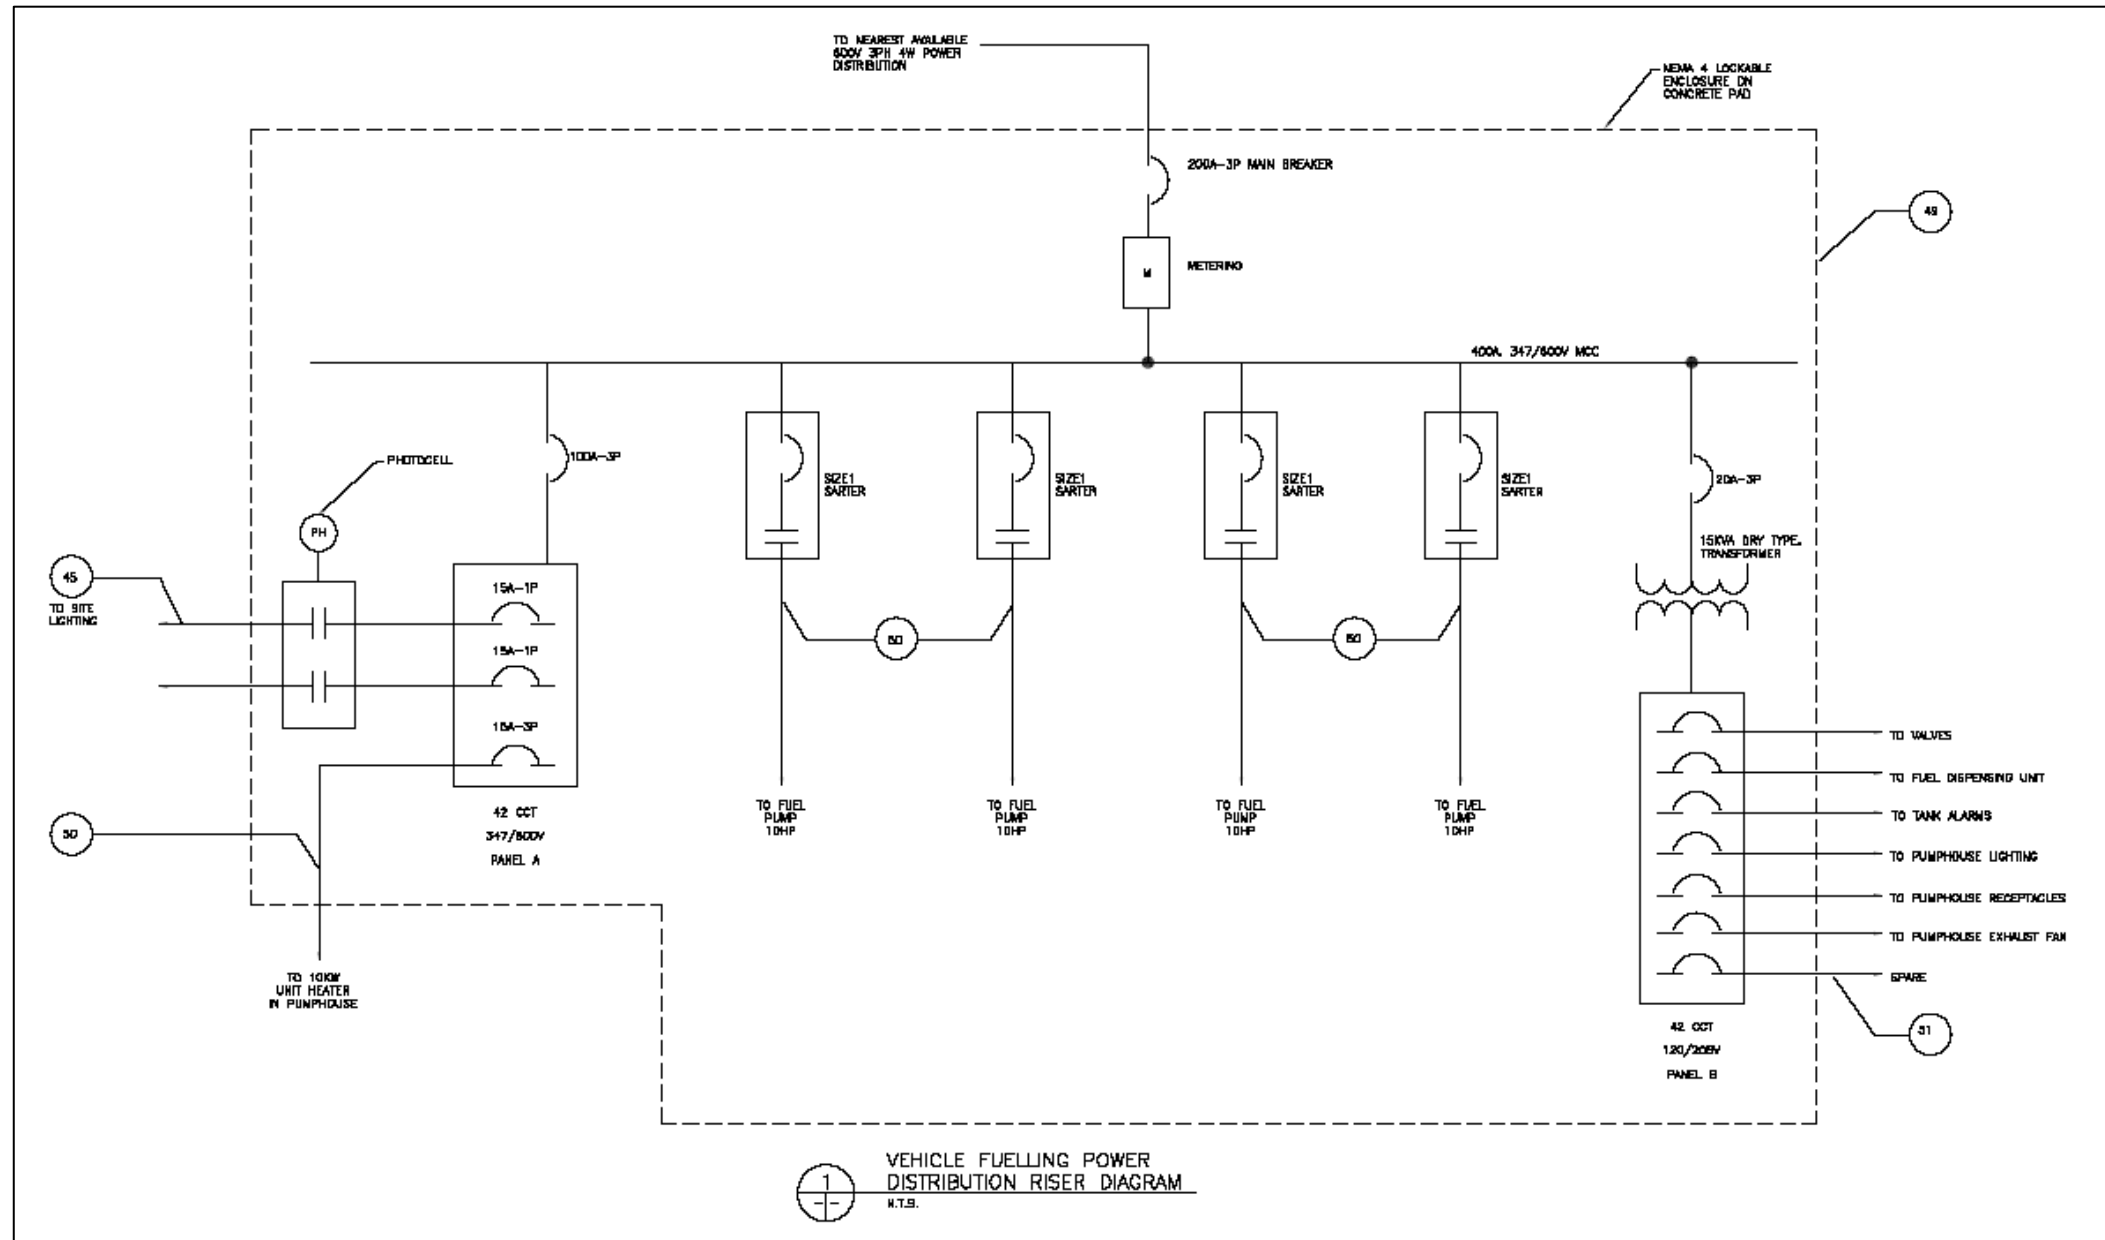 TO NEAREST AVAILABLE
600V 3PH 4W POWER
DISTRIBUTION
NEMA 4 LOCKABLE
ENCLOSURE ON
CONCRETE PAD
200A-3P MAIN BREAKER
49
M
METERING
400A, 347/600V MCC
PHOTOCELL
100A-3P
SIZE1
SARTER
SIZE1
SARTER
SIZE1
SARTER
SIZE1
SARTER
20A-3P
PH
15KVA DRY TYPE.
TRANSFORMER
45
TO SITE
LIGHTING
15A-1P
15A-1P
15A-3P
50
50
TO VALVES
TO FUEL DISPENSING UNIT
TO TANK ALARMS
TO PUMPHOUSE LIGHTING
TO PUMPHOUSE RECEPTACLES
TO PUMPHOUSE EXHAUST FAN
SPARE
TO FUEL
PUMP
10HP
TO FUEL
PUMP
10HP
TO FUEL
PUMP
10HP
TO FUEL
PUMP
10HP
42 CCT
347/600V
PANEL A
50
TO 10KW
UNIT HEATER
IN PUMPHOUSE
42 CCT
120/208V
PANEL B
51
1
VEHICLE FUELLING POWER
DISTRIBUTION RISER DIAGRAM
N.T.S.